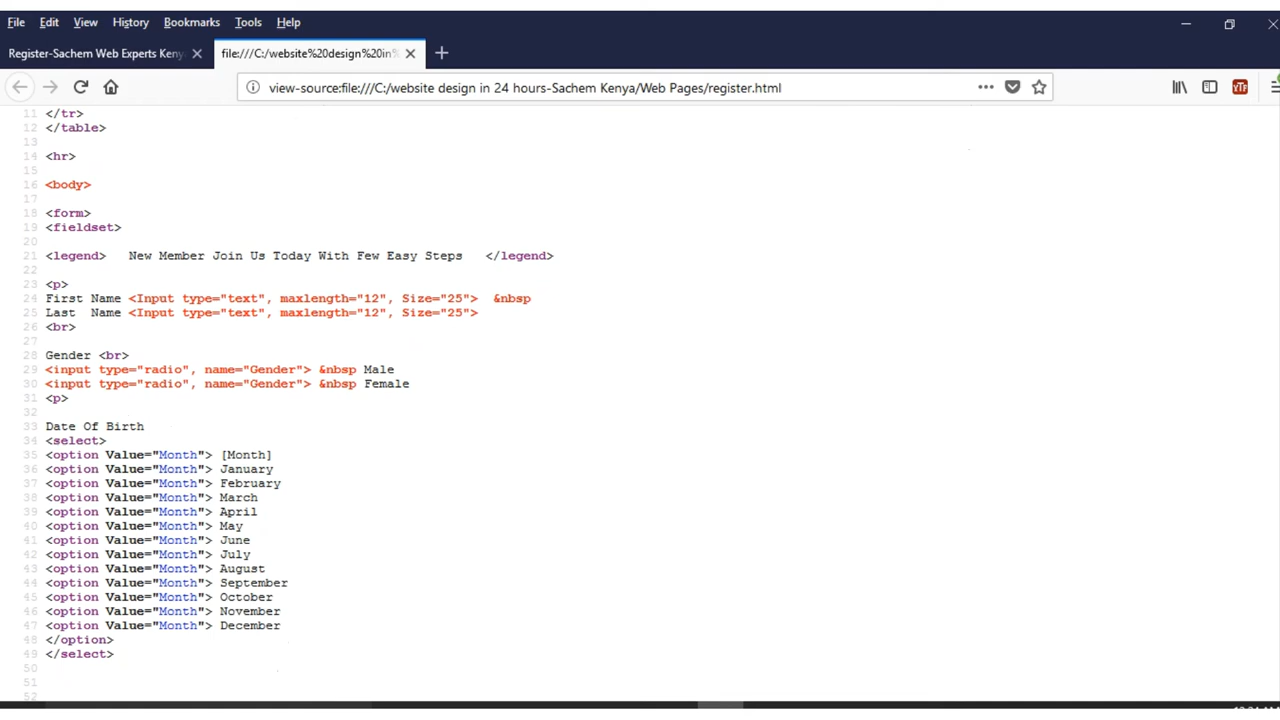 File Edit View History Bookmarks Tools Help
Register-Sachem Web Experts Keny
file:///C:/website%20design%20in%
view-source:file:///C:/website design in 24 hours-Sachem Kenya/Web Pages/register.html
YTF
11 </tr>
12 </table>
13
14 <hr>
15
16 <body>
17
18 <form>
19 <fieldset>
20
21 <legend> New Member Join Us Today With Few Easy Steps </legend>
22
23 <p>
24 First Name <Input type="text", maxlength="12", Size="25"> &nbsp
25 Last Name <Input type="text", maxlength="12", Size="25">
26 <br>
27
28 Gender <br>
29 <input type="radio", name="Gender"> &nbsp Male
30 <input type="radio", name="Gender"> &nbsp Female
31 <p>
32
33 Date Of Birth
34 <select>
35 <option Value="Month"> [Month]
36 <option Value="Month"> January
37 <option Value="Month"> February
38 <option Value="Month"> March
39 <option Value="Month"> April
40 <option Value="Month"> May
41 <option Value="Month"> June
42 <option Value="Month"> July
43 <option Value="Month"> August
44 <option Value="Month"> September
45 <option Value="Month"> October
46 <option Value="Month"> November
47 <option Value="Month"> December
48 </option>
49 </select>
50
51
52